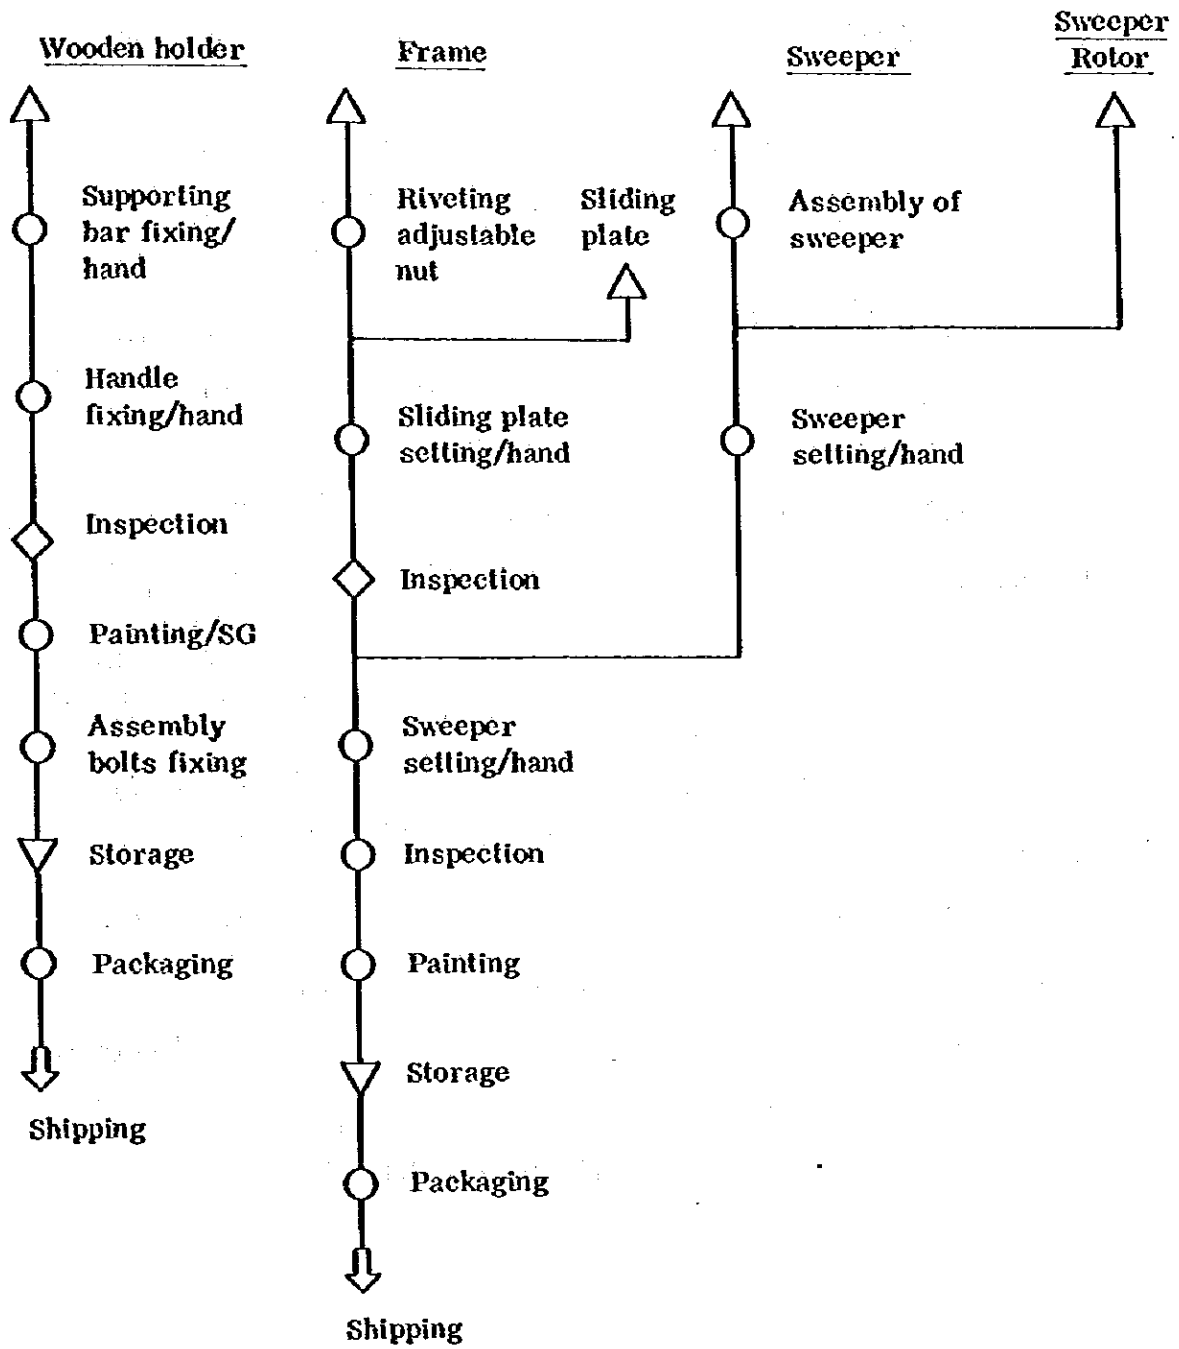 Wooden holder
Supporting
bar fixing/
hand
Handle
fixing/hand
Inspection
Painting/SG
Assembly
bolts fixing
Storage
Packaging
Shipping
Frame
Riveting
adjustable
nut
Sliding
plate
Sliding plate
setting/hand
Inspection
Sweeper
setting/hand
Inspection
Painting
Storage
Packaging
Shipping
Sweeper
Assembly of
sweeper
Sweeper
setting/hand
Sweeper
Rotor